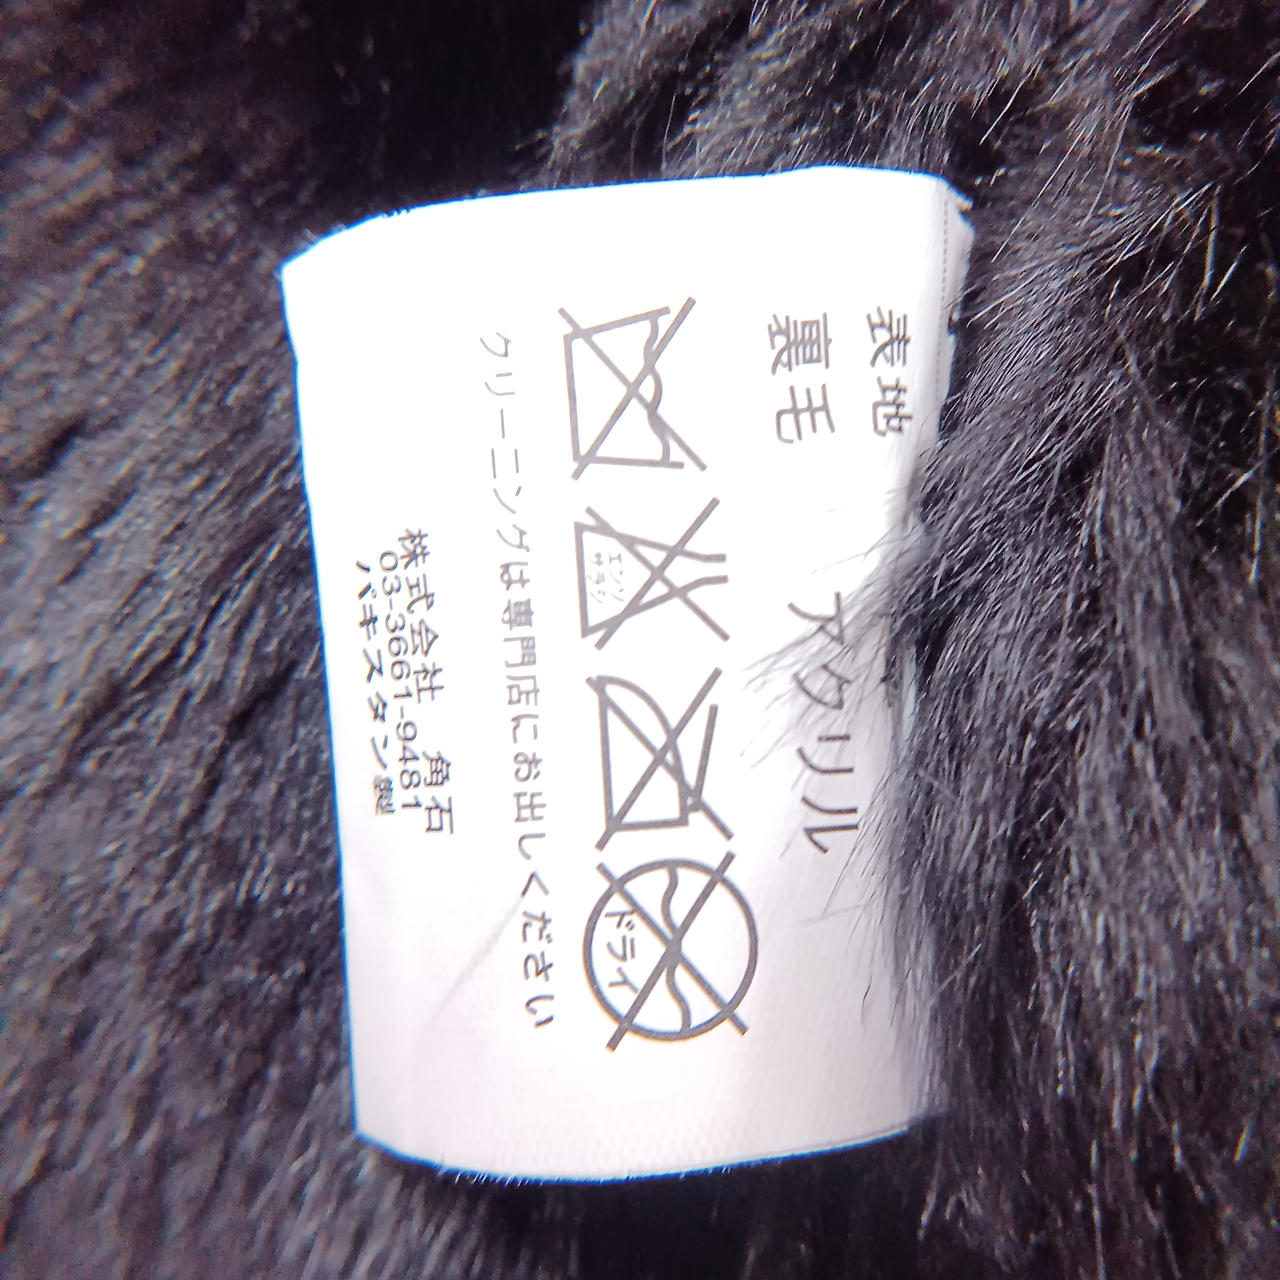 表地
裏毛 アクリル
エンソ
サラシ
ドライ
クリーニングは専門店にお出しください
株式会社 角石
03-3661-9481
パキスタン製